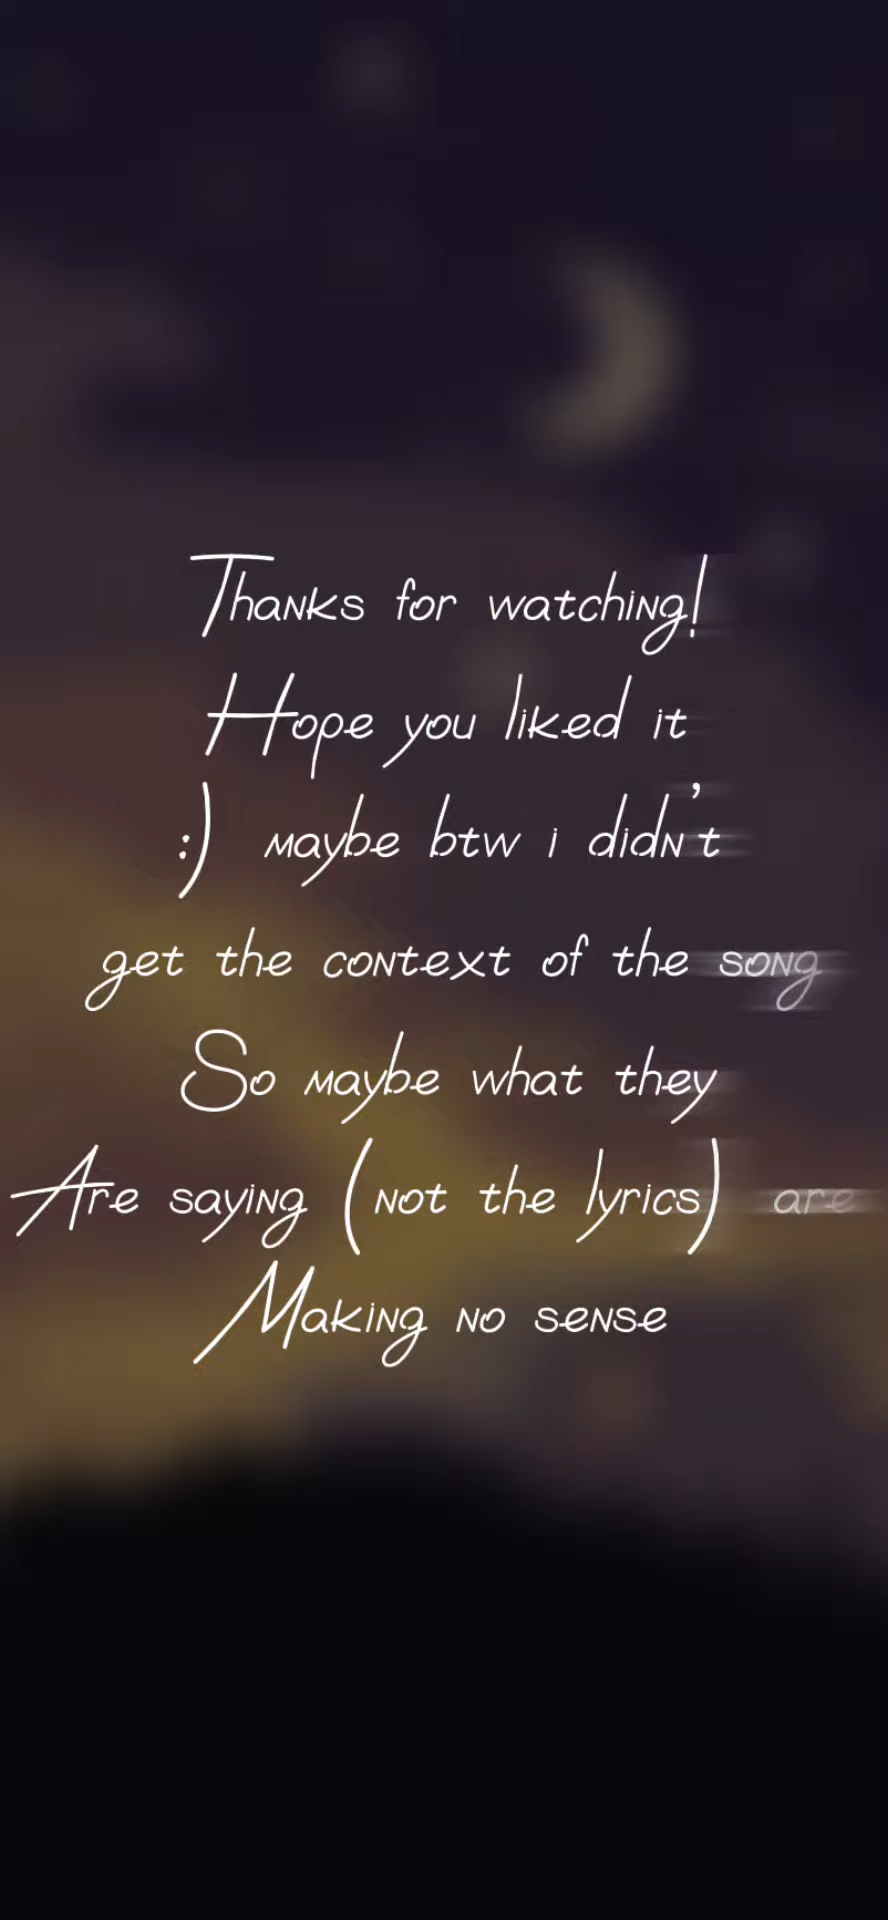 Thanks for watching!
Hope you liked it
:) maybe btw i didn't
get the context of the song
So maybe what they
Are saying (not the lyrics) are
Making no sense